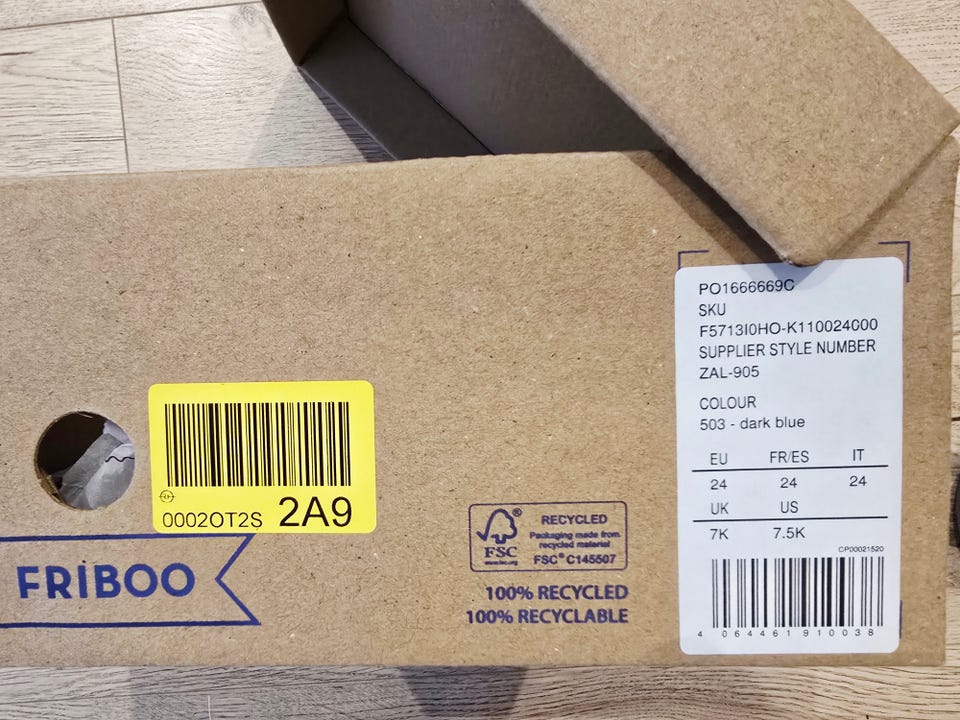 PO1666669C
SKU
F5713I0HO-K110024000
SUPPLIER STYLE NUMBER
ZAL-905
COLOUR
503 - dark blue
EU FR/ES IT
24 24 24
UK US
7K 7.5K
CP00021520
4 064461 910038
0002OT2S 2A9
FRIBOO
FSC
www.fsc.org
RECYCLED
Packaging made from
recycled material
FSC® C145507
100% RECYCLED
100% RECYCLABLE